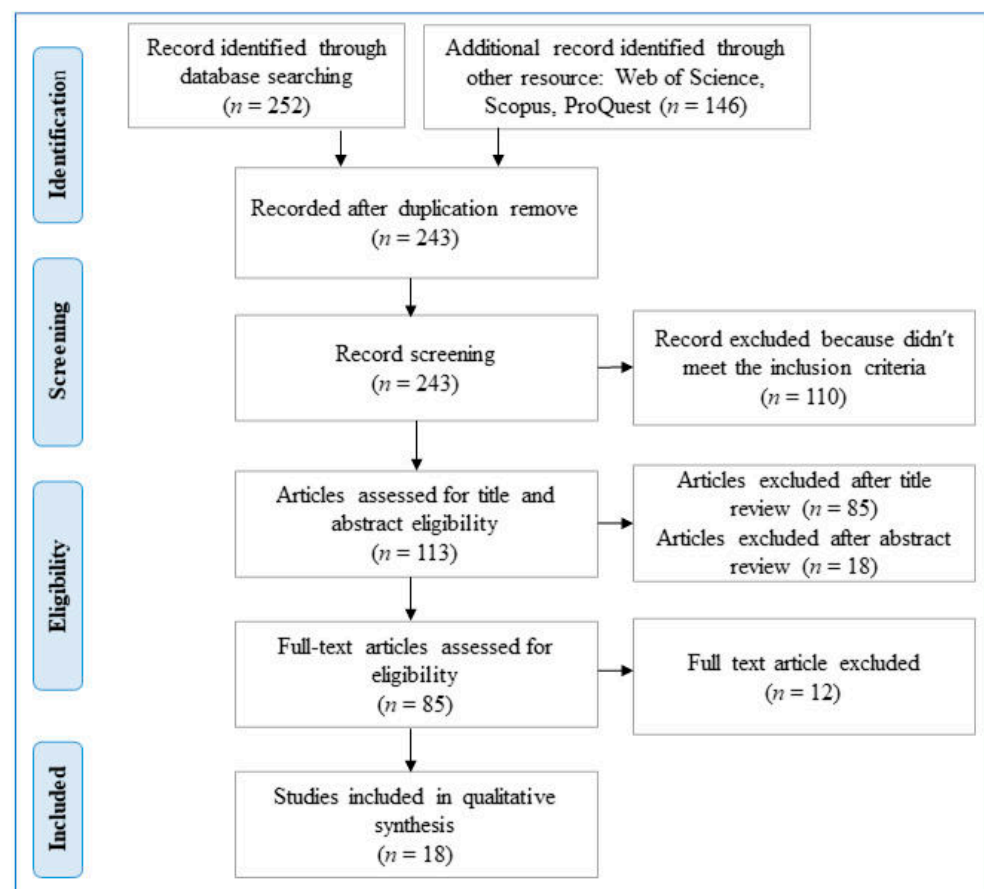 Identification
Record identified through
database searching
(n = 252)
Additional record identified through
other resource: Web of Science,
Scopus, ProQuest (n = 146)
Recorded after duplication remove
(n = 243)
Screening
Record screening
(n = 243)
Record excluded because didn't
meet the inclusion criteria
(n = 110)
Eligibility
Articles assessed for title and
abstract eligibility
(n = 113)
Articles excluded after title
review (n = 85)
Articles excluded after abstract
review (n = 18)
Full-text articles assessed for
eligibility
(n = 85)
Full text article excluded
(n = 12)
Included
Studies included in qualitative
synthesis
(n = 18)